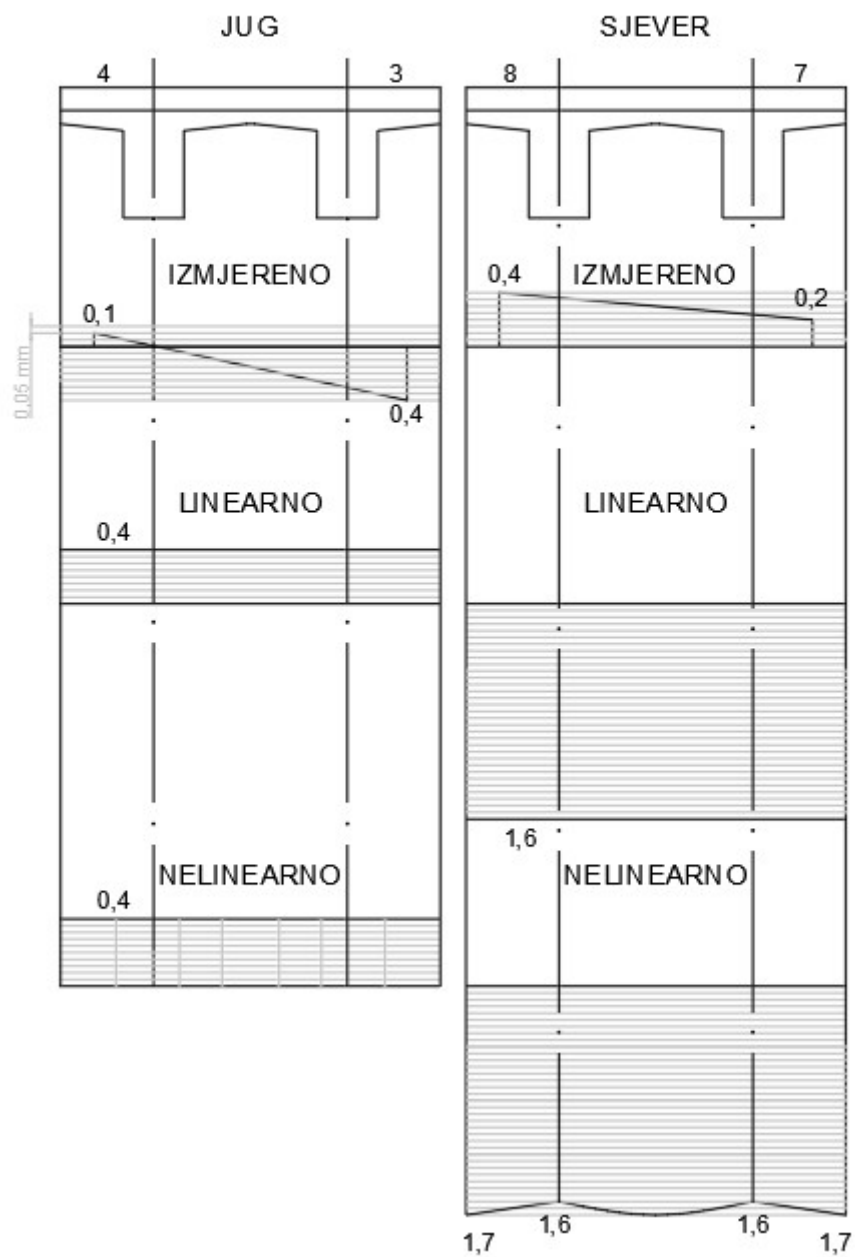 JUG
SJEVER
4 3
8 7
IZMJERENO
IZMJERENO
0,1
0,4
0,2
0,05 mm
0,4
LINEARNO
LINEARNO
0,4
1,6
NELINEARNO
NELINEARNO
0,4
1,7 1,6 1,6 1,7